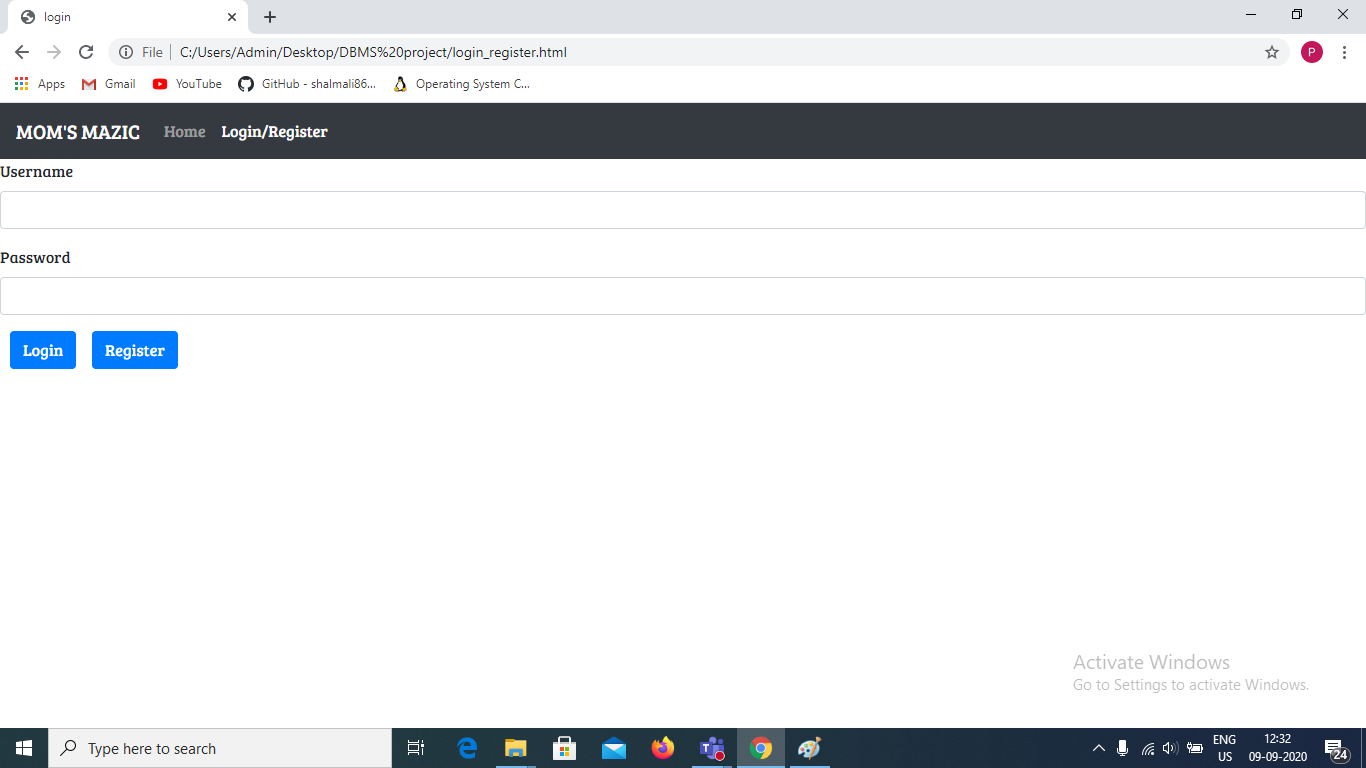 login
File C:/Users/Admin/Desktop/DBMS%20project/login_register.html
P
Apps Gmail YouTube GitHub - shalmali86... Operating System C...
MOM'S MAZIC Home Login/Register
Username
Password
Login Register
Activate Windows
Go to Settings to activate Windows.
Type here to search
ENG
US
12:32
09-09-2020
24